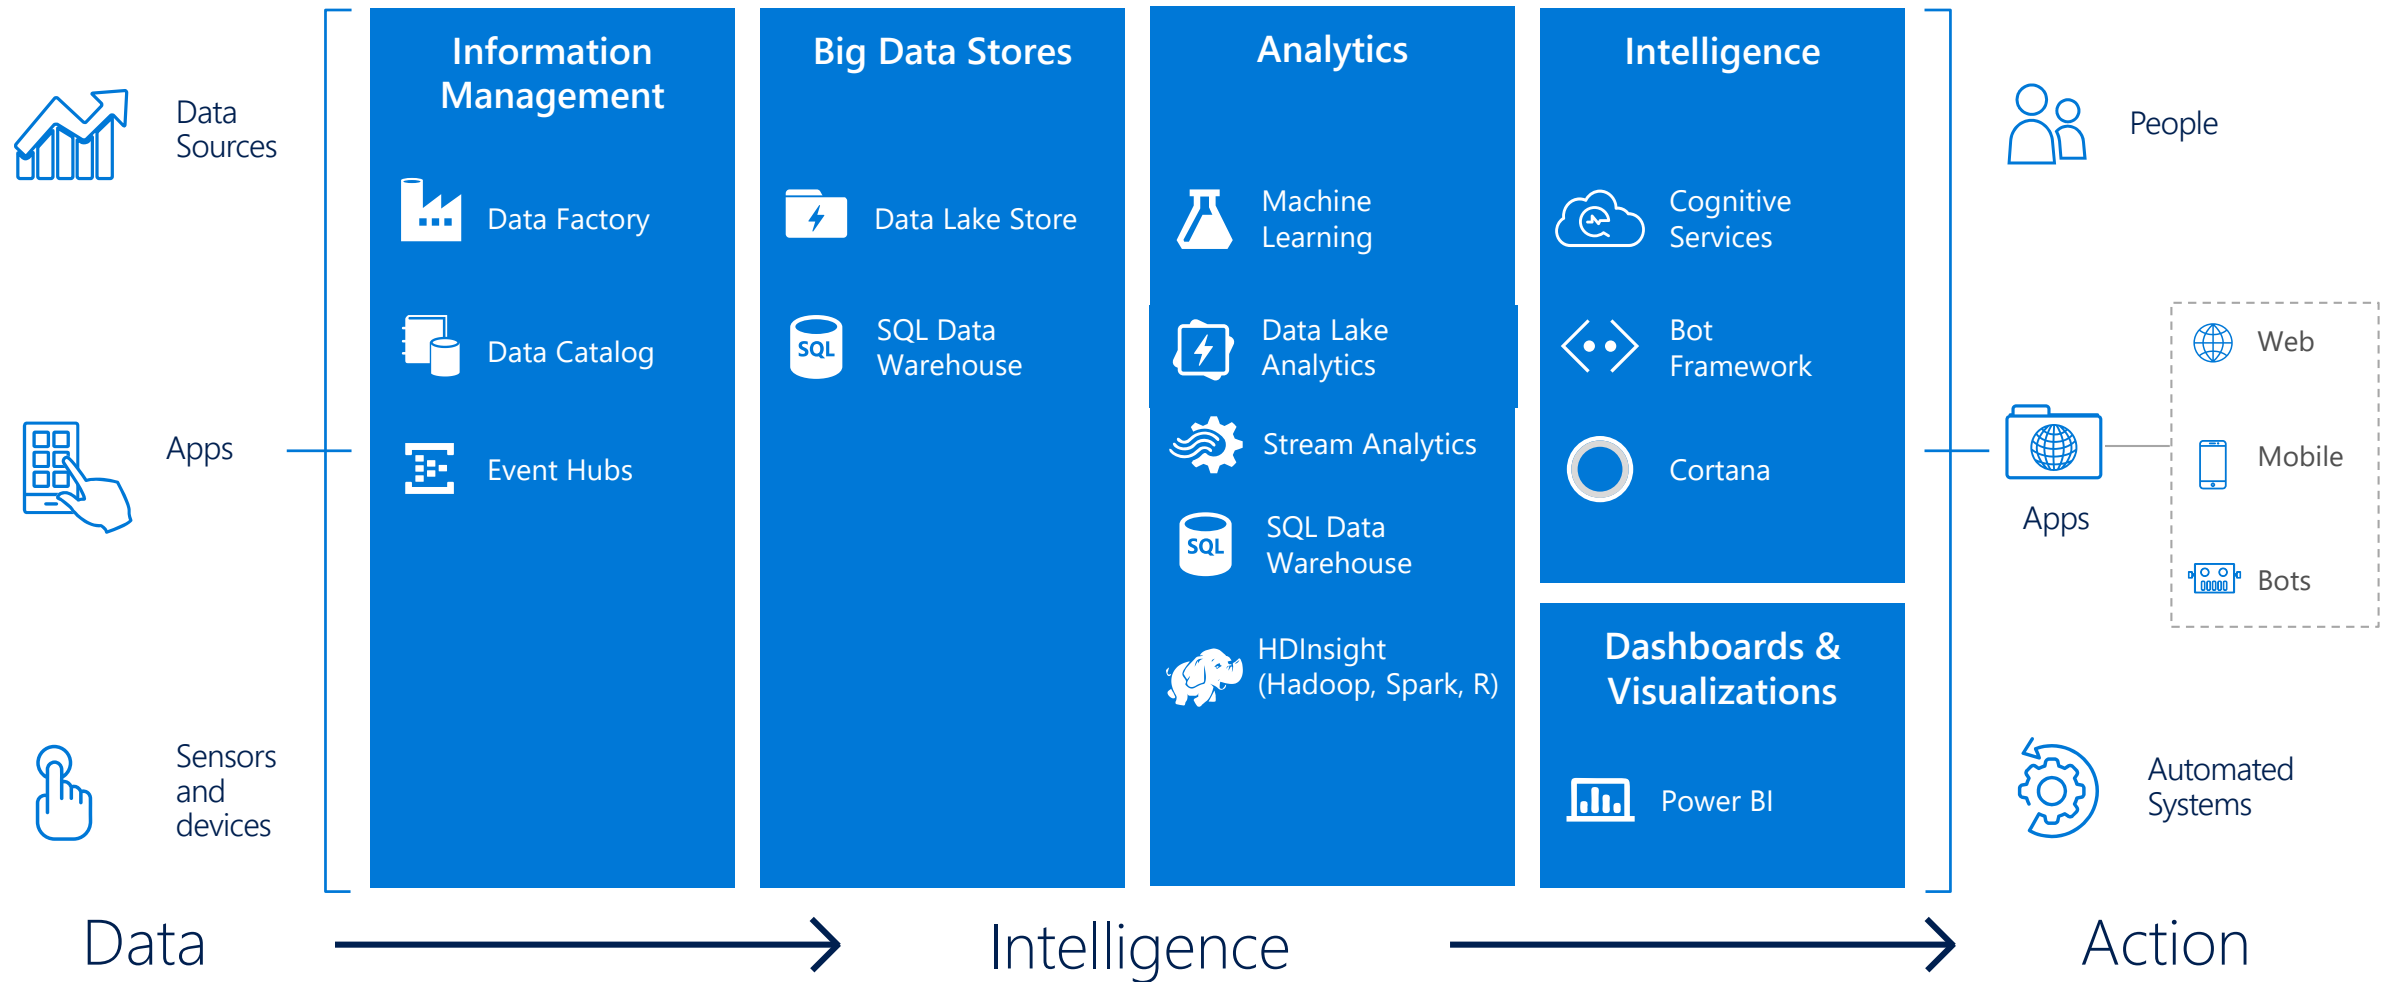 Data
Sources
Apps
Sensors
and
devices
Information
Management
Data Factory
Data Catalog
Event Hubs
Big Data Stores
Data Lake Store
SQL
SQL Data
Warehouse
Analytics
Machine
Learning
Data Lake
Analytics
Stream Analytics
SQL
SQL Data
Warehouse
HDInsight
(Hadoop, Spark, R)
Intelligence
Cognitive
Services
Bot
Framework
Cortana
Dashboards &
Visualizations
Power BI
People
Apps
Web
Mobile
Bots
Automated
Systems
Data
Intelligence
Action